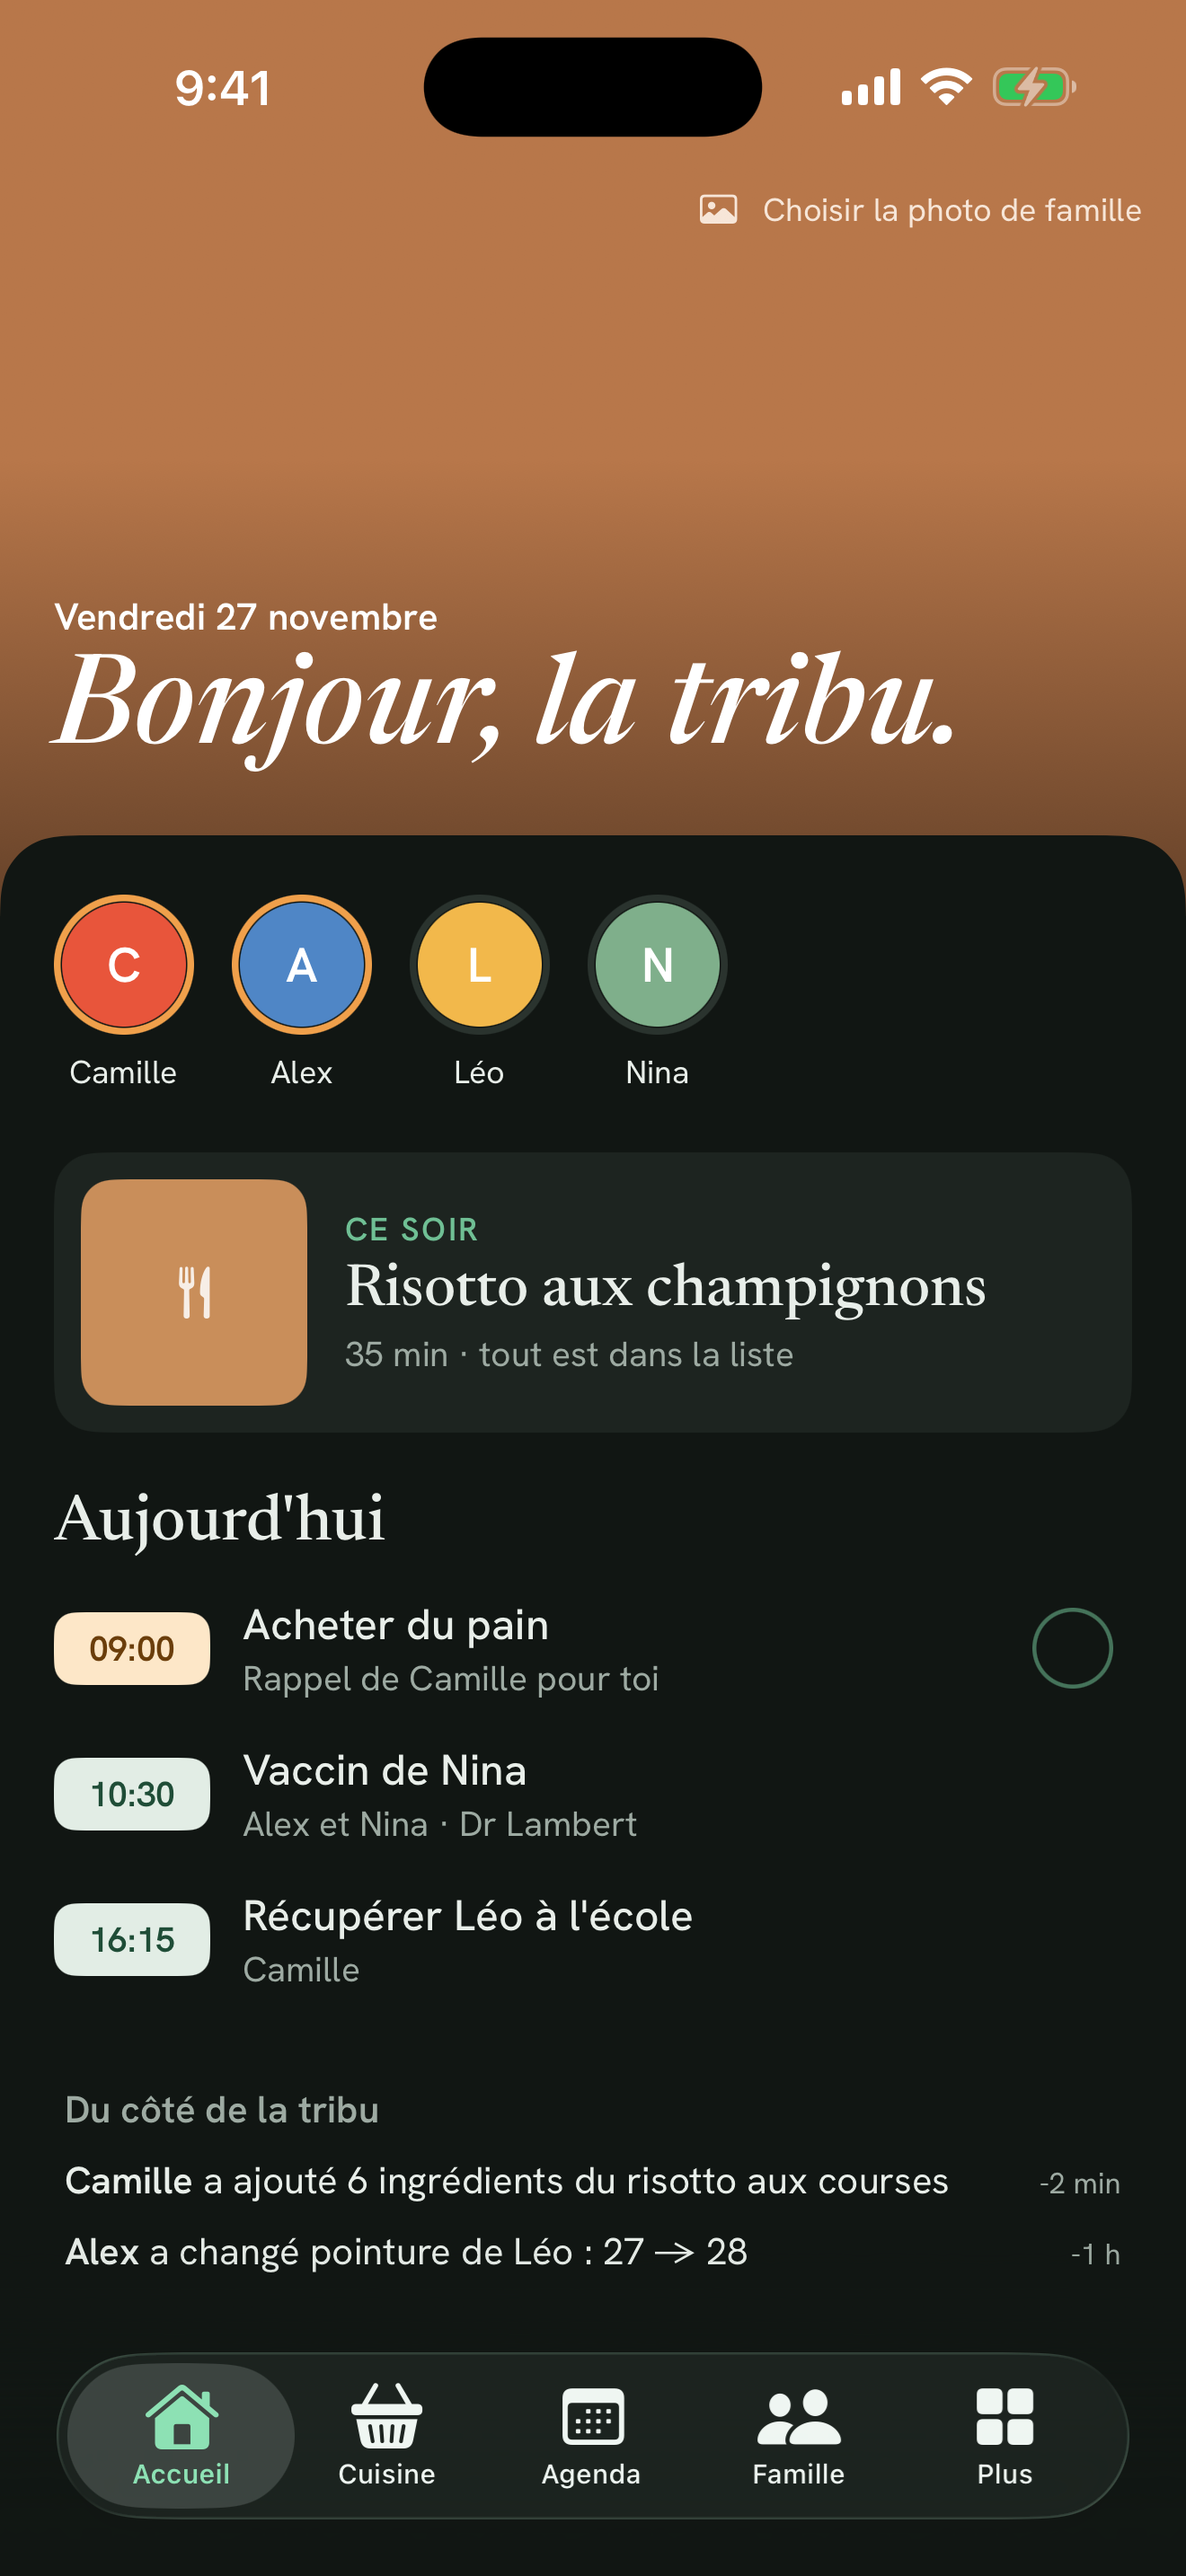 9:41
Choisir la photo de famille
Vendredi 27 novembre
Bonjour, la tribu.
C
A
L
N
Camille
Alex
Léo
Nina
CE SOIR
Risotto aux champignons
35 min · tout est dans la liste
Aujourd'hui
09:00
Acheter du pain
Rappel de Camille pour toi
10:30
Vaccin de Nina
Alex et Nina · Dr Lambert
16:15
Récupérer Léo à l'école
Camille
Du côté de la tribu
Camille a ajouté 6 ingrédients du risotto aux courses
-2 min
Alex a changé pointure de Léo : 27 → 28
-1 h
Accueil
Cuisine
Agenda
Famille
Plus